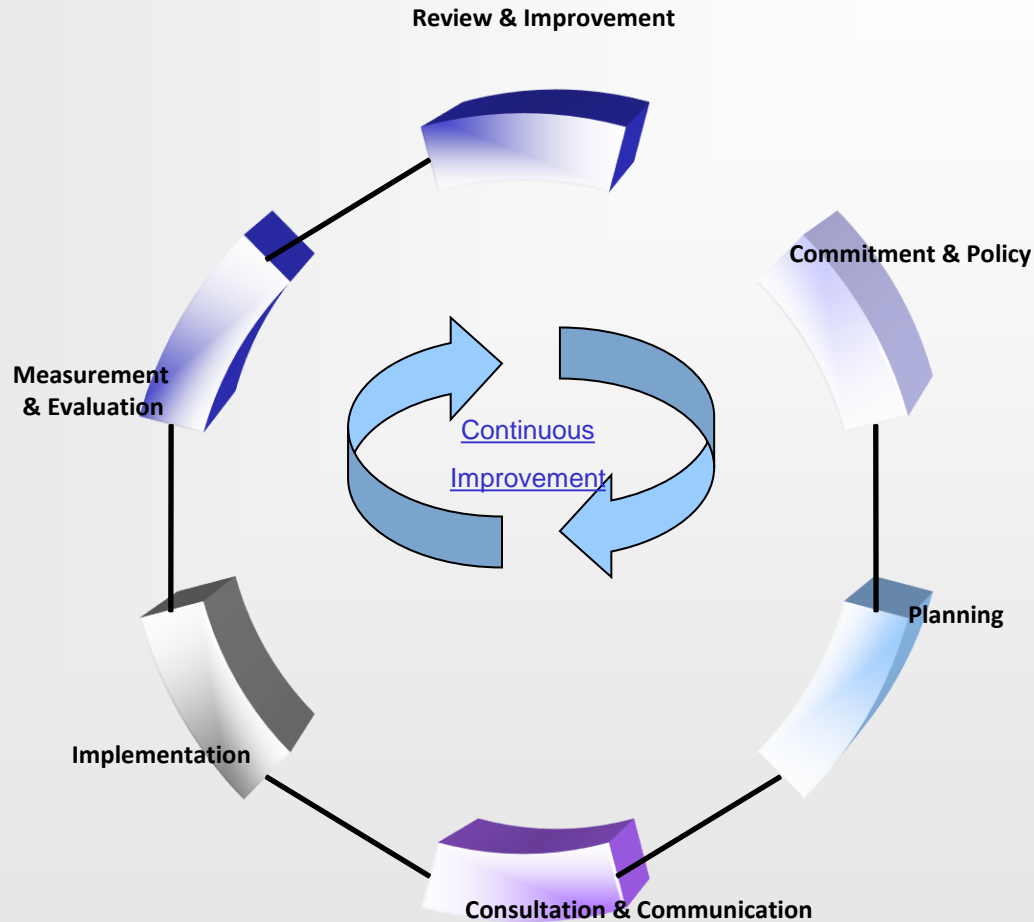 Review & Improvement
Commitment & Policy
Measurement
& Evaluation
Continuous
Improvement
Planning
Implementation
Consultation & Communication